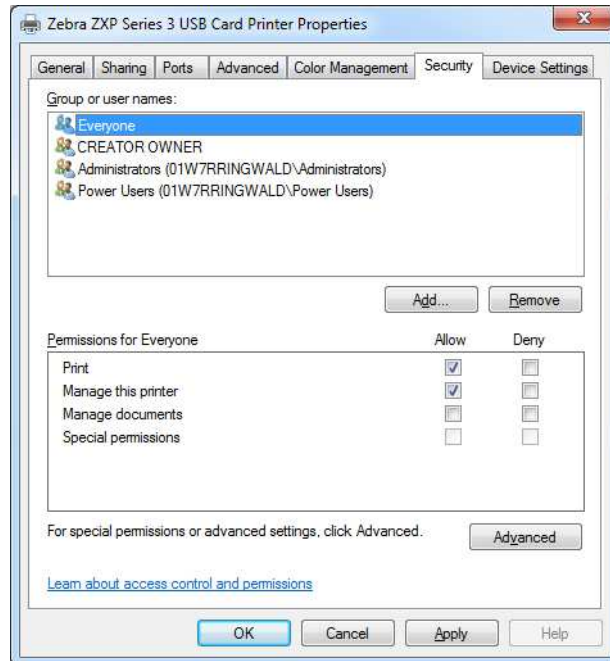 Zebra ZXP Series 3 USB Card Printer Properties
General Sharing Ports Advanced Color Management Security Device Settings
Group or user names:
Everyone
CREATOR OWNER
Administrators (01W7RRINGWALD\Administrators)
Power Users (01W7RRINGWALD\Power Users)
Add... Remove
Permissions for Everyone Allow Deny
Print
Manage this printer
Manage documents
Special permissions
For special permissions or advanced settings, click Advanced. Advanced
Learn about access control and permissions
OK Cancel Apply Help